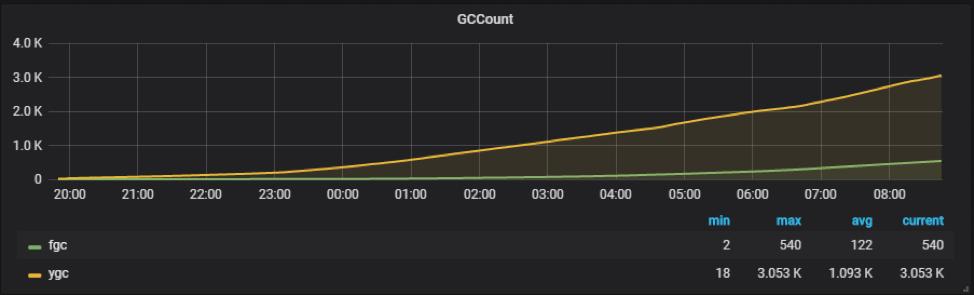 GCCount
4.0 K
3.0 K
2.0 K
1.0 K
0
20:00 21:00 22:00 23:00 00:00 01:00 02:00 03:00 04:00 05:00 06:00 07:00 08:00
min max avg current
fgc 2 540 122 540
ygc 18 3.053 K 1.093 K 3.053 K